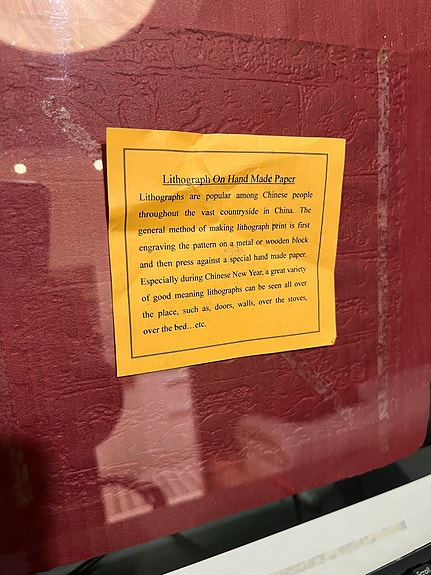 Lithograph On Hand Made Paper
Lithographs are popular among Chinese people
throughout the vast countryside in China. The
general method of making lithograph print is first
engraving the pattern on a metal or wooden block
and then press against a special hand made paper.
Especially during Chinese New Year, a great variety
of good meaning lithographs can be seen all over
the place, such as, doors, walls, over the stoves,
over the bed...etc.